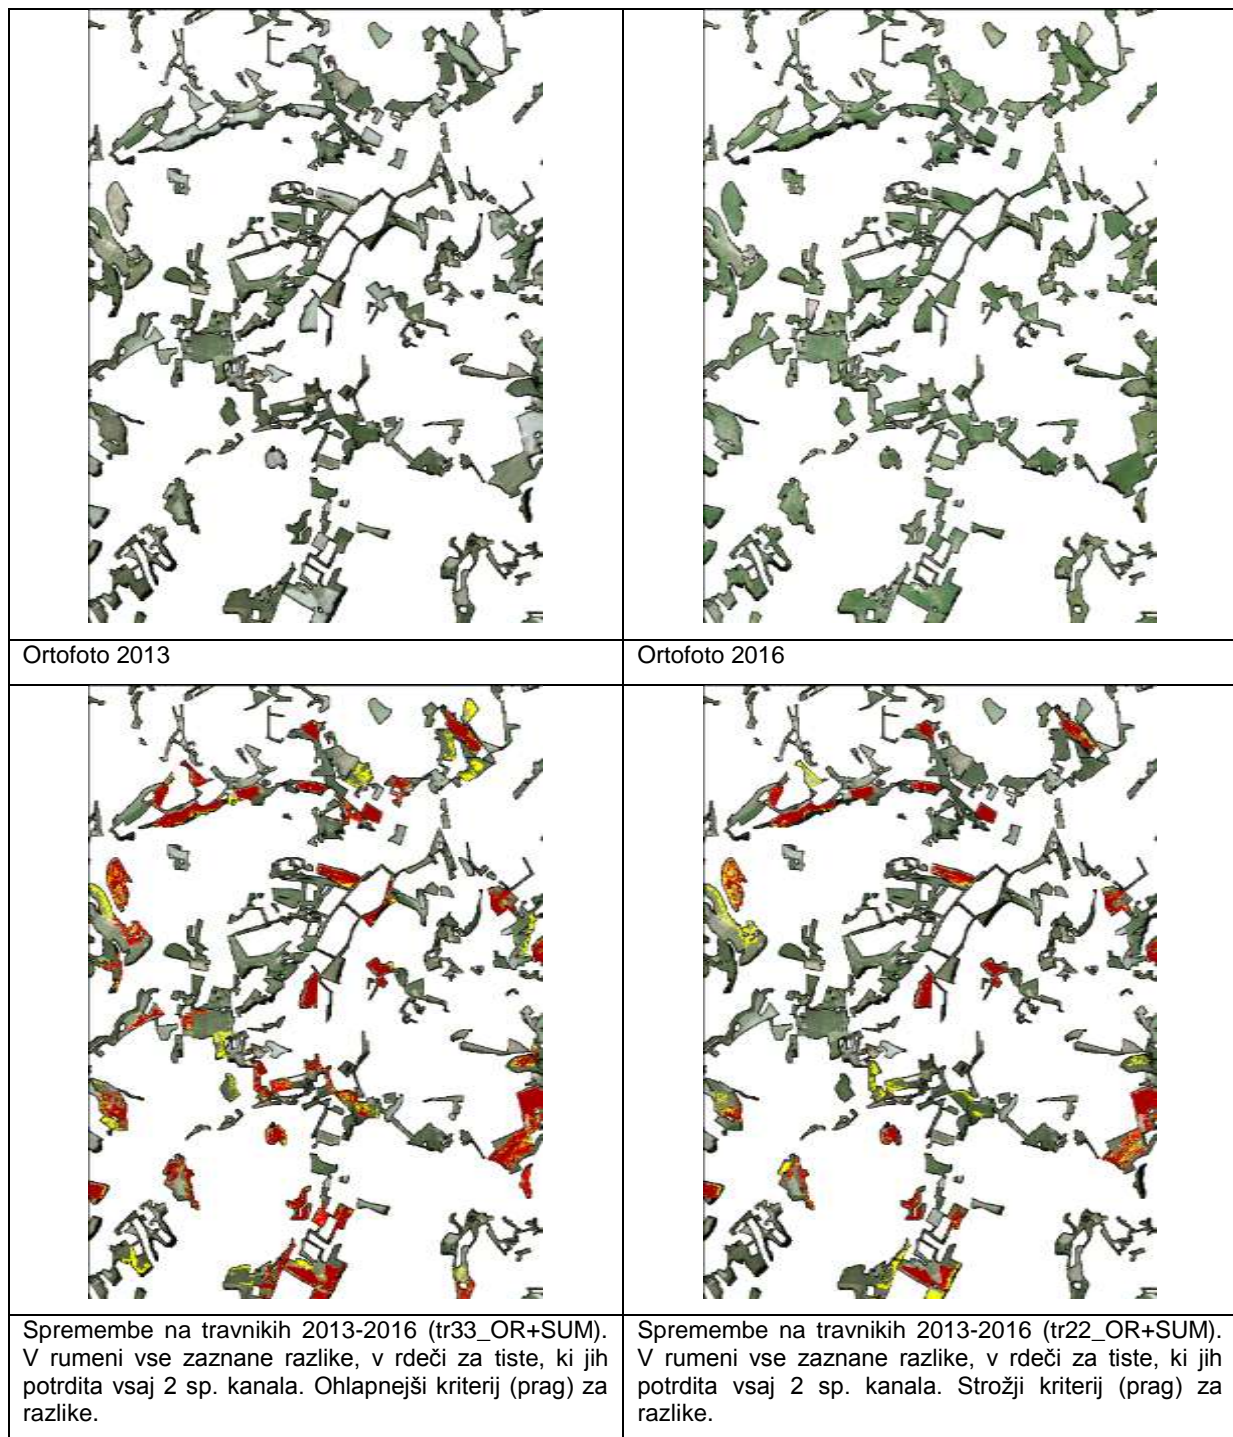 Ortofoto 2013
Ortofoto 2016
Spremembe na travnikih 2013-2016 (tr33_OR+SUM).
V rumeni vse zaznane razlike, v rdeči za tiste, ki jih
potrdita vsaj 2 sp. kanala. Ohlapnejši kriterij (prag) za
razlike.
Spremembe na travnikih 2013-2016 (tr22_OR+SUM).
V rumeni vse zaznane razlike, v rdeči za tiste, ki jih
potrdita vsaj 2 sp. kanala. Strožji kriterij (prag) za
razlike.